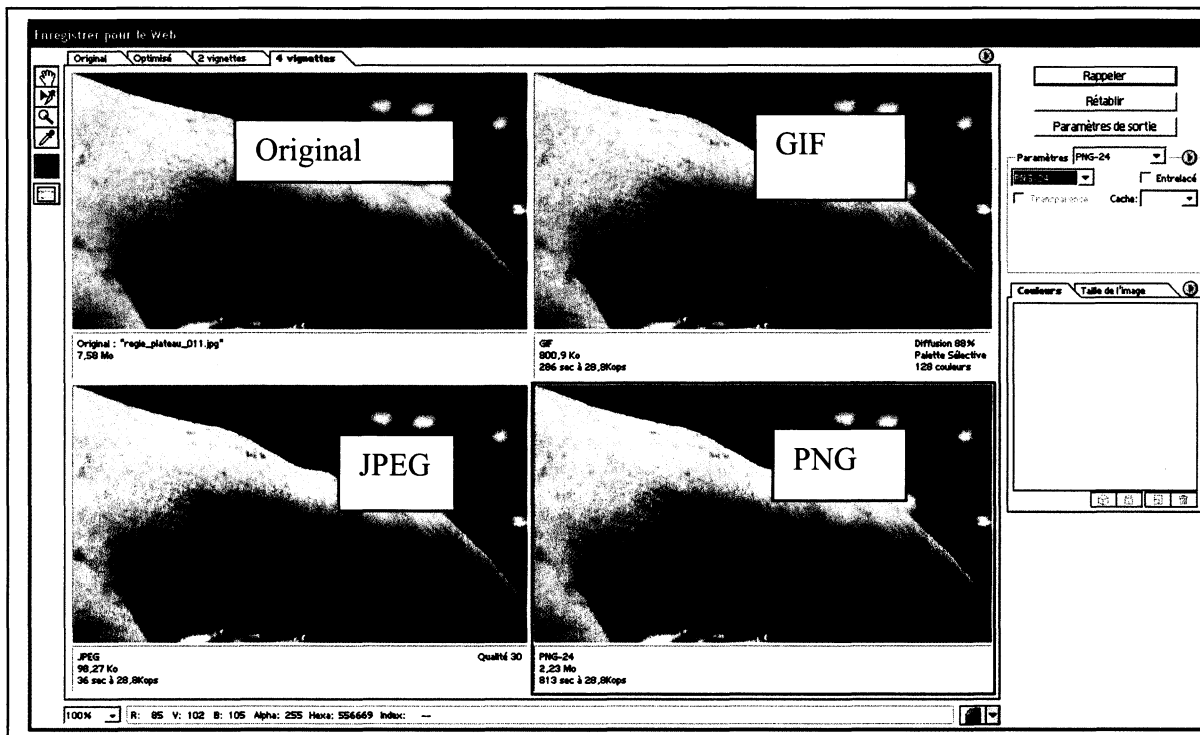 Enregistrer pour le Web
Original Optimisé 2 vignettes 4 vignettes
Original
GIF
Original : "regie_plateau_011.jpg"
7,58 Mo
GIF
800,9 Ko
286 sec à 28,8Kops
Diffusion 88%
Palette Sélective
128 couleurs
JPEG
PNG
JPEG
98,27 Ko
36 sec à 28,8Kops
Qualité 30
PNG-24
2,23 Mo
813 sec à 28,8Kops
100% R: 85 V: 102 B: 105 Alpha: 255 Hexa: 556669 Index: --
Rappeler
Rétablir
Paramètres de sortie
Paramètres PNG-24
PNG-24 Entrelacé
Transparence Cache:
Couleurs Taille de l'image